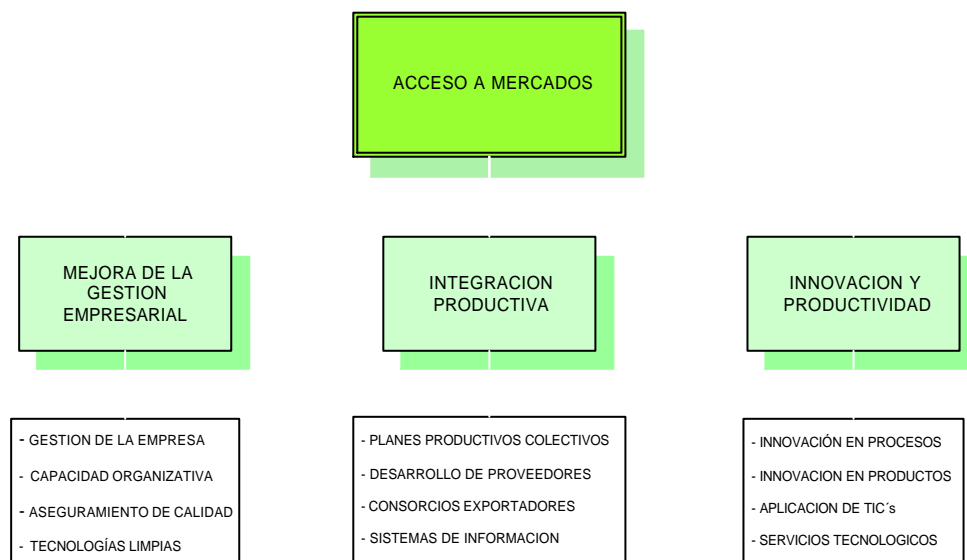 ACCESO A MERCADOS
MEJORA DE LA
GESTION
EMPRESARIAL
INTEGRACION
PRODUCTIVA
INNOVACION Y
PRODUCTIVIDAD
- GESTION DE LA EMPRESA
- CAPACIDAD ORGANIZATIVA
- ASEGURAMIENTO DE CALIDAD
- TECNOLOGÍAS LIMPIAS
- PLANES PRODUCTIVOS COLECTIVOS
- DESARROLLO DE PROVEEDORES
- CONSORCIOS EXPORTADORES
- SISTEMAS DE INFORMACION
- INNOVACIÓN EN PROCESOS
- INNOVACION EN PRODUCTOS
- APLICACION DE TIC´s
- SERVICIOS TECNOLOGICOS